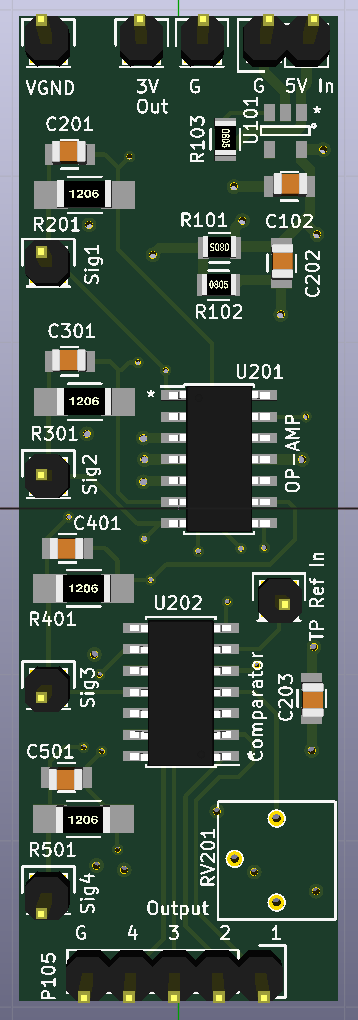 VGND
3V
Out
G
G
5V In
C201
R103
0805
U101
*
1206
R201
Sig1
C102
R101
0805
0805
R102
C202
C301
1206
R301
Sig2
U201
*
OP_AMP
C401
1206
R401
U202
TP Ref In
Sig3
Comparator
C203
C501
1206
R501
Sig4
RV201
Output
G 4 3 2 1
P105